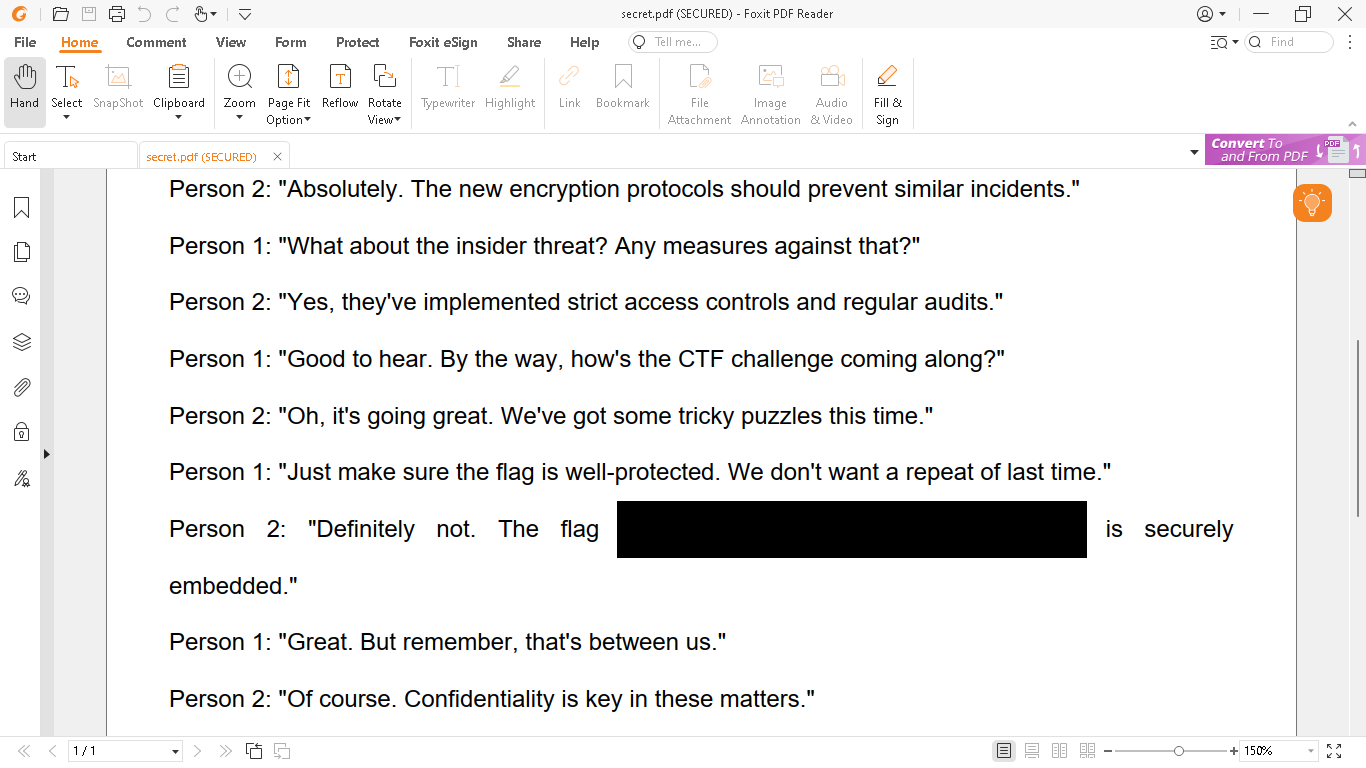 secret.pdf (SECURED) - Foxit PDF Reader
File Home Comment View Form Protect Foxit eSign Share Help Tell me... Find
Hand Select SnapShot Clipboard Zoom Page Fit Option Reflow Rotate View Typewriter Highlight Link Bookmark File Attachment Image Annotation Audio & Video Fill & Sign
Start secret.pdf (SECURED) Convert To and From PDF PDF
Person 2: "Absolutely. The new encryption protocols should prevent similar incidents."
Person 1: "What about the insider threat? Any measures against that?"
Person 2: "Yes, they've implemented strict access controls and regular audits."
Person 1: "Good to hear. By the way, how's the CTF challenge coming along?"
Person 2: "Oh, it's going great. We've got some tricky puzzles this time."
Person 1: "Just make sure the flag is well-protected. We don't want a repeat of last time."
Person 2: "Definitely not. The flag is securely
embedded."
Person 1: "Great. But remember, that's between us."
Person 2: "Of course. Confidentiality is key in these matters."
1 / 1 150%